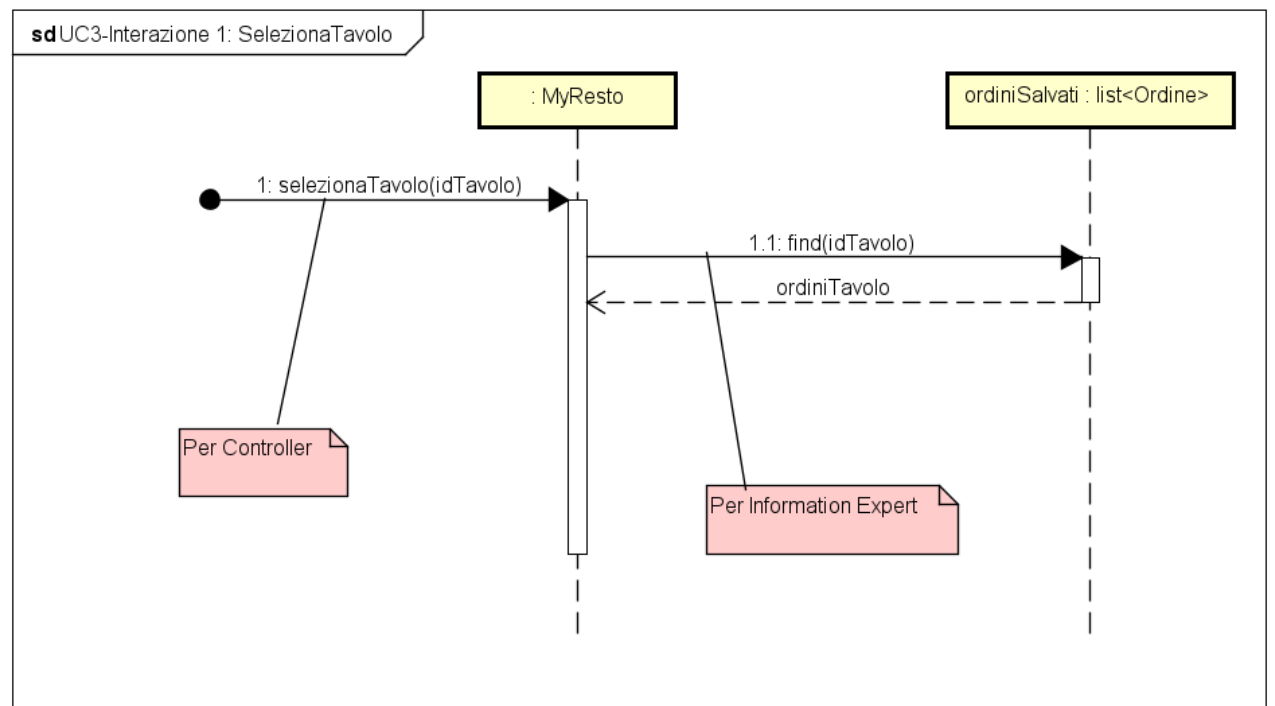 sd UC3-Interazione 1: SelezionaTavolo
: MyResto
ordiniSalvati : list<Ordine>
1: selezionaTavolo(idTavolo)
1.1: find(idTavolo)
ordiniTavolo
Per Controller
Per Information Expert